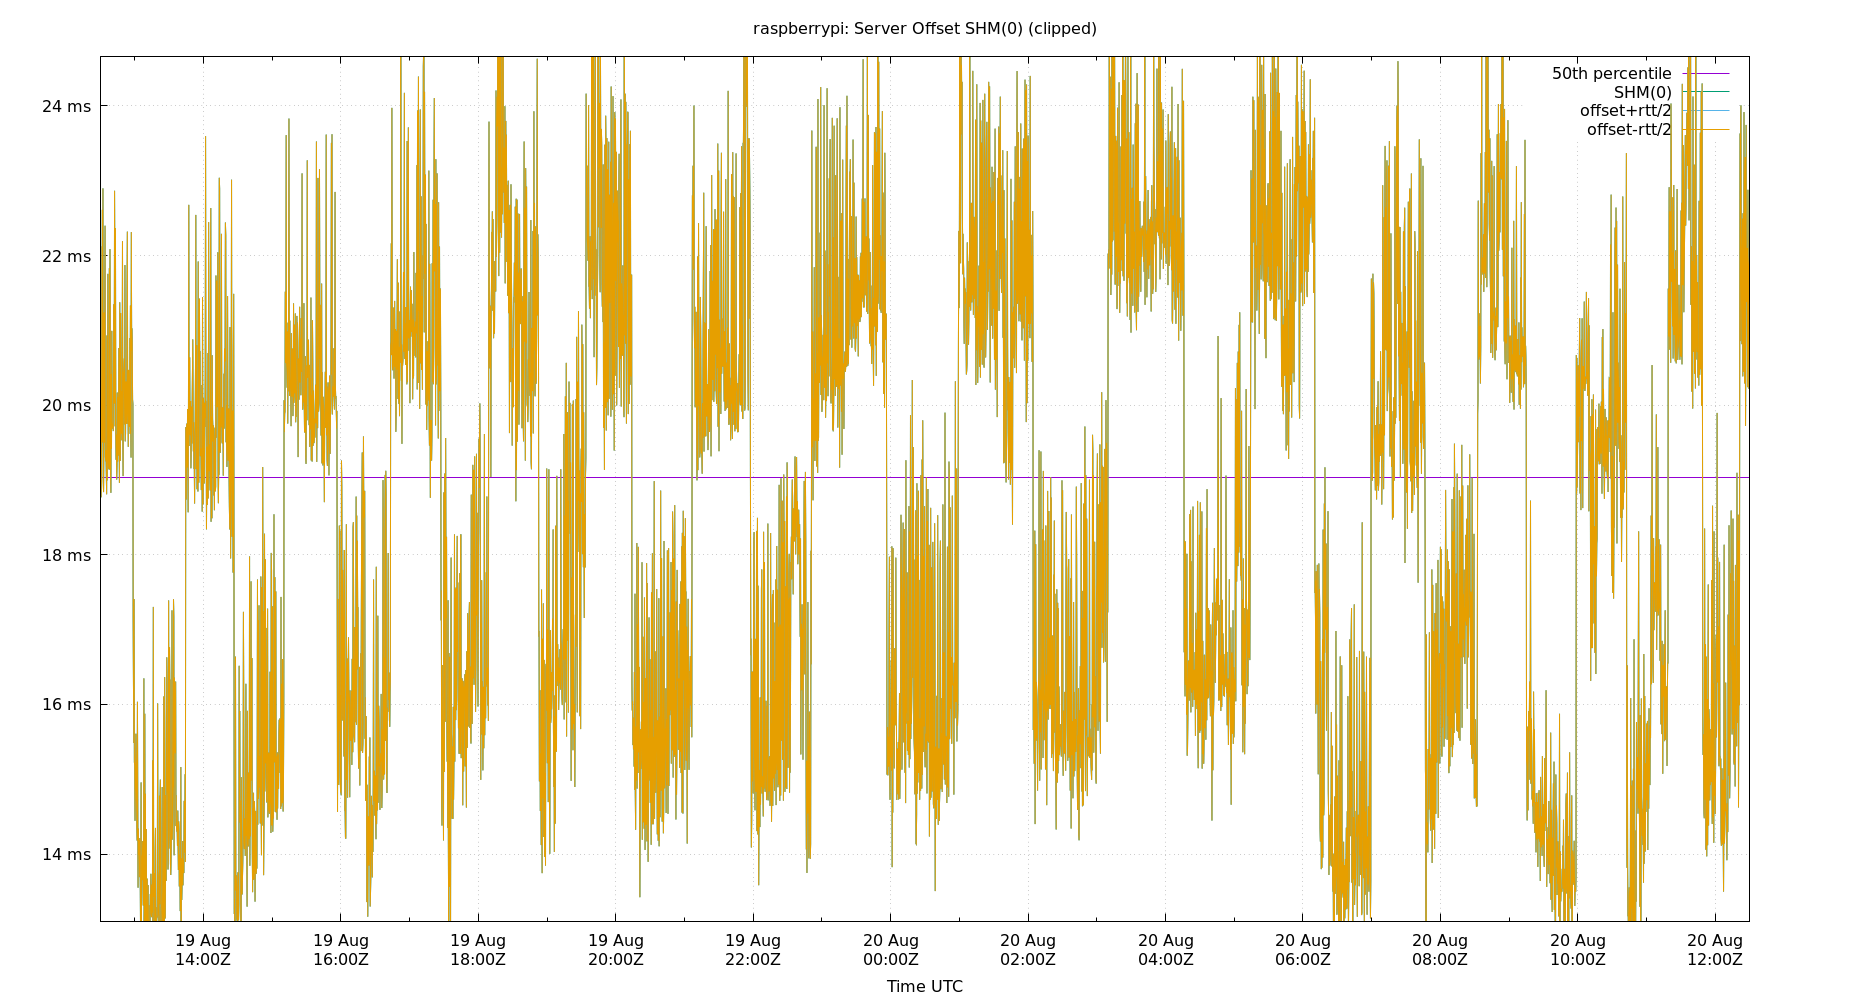 raspberrypi: Server Offset SHM(0) (clipped)
50th percentile
SHM(0)
offset+rtt/2
offset-rtt/2
24 ms
22 ms
20 ms
18 ms
16 ms
14 ms
19 Aug 19 Aug 19 Aug 19 Aug 19 Aug 20 Aug 20 Aug 20 Aug 20 Aug 20 Aug 20 Aug 20 Aug
14:00Z 16:00Z 18:00Z 20:00Z 22:00Z 00:00Z 02:00Z 04:00Z 06:00Z 08:00Z 10:00Z 12:00Z
Time UTC